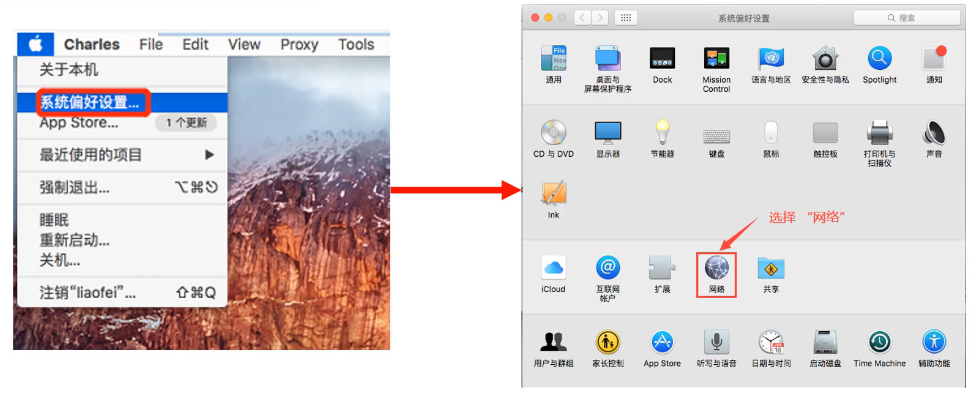 Charles File Edit View Proxy Tools
关于本机
系统偏好设置...
App Store... 1 个更新
最近使用的项目
强制退出... ⌥⌘⎋
睡眠
重新启动...
关机...
注销“liaofei”... ⇧⌘Q
系统偏好设置
搜索
通用
桌面与
屏幕保护程序
Dock
Mission
Control
语言与地区
安全性与隐私
Spotlight
通知
CD 与 DVD
显示器
节能器
键盘
鼠标
触控板
打印机与
扫描仪
声音
Ink
选择 “网络”
iCloud
互联网
帐户
扩展
网络
共享
用户与群组
家长控制
App Store
听写与语音
日期与时间
启动磁盘
Time Machine
辅助功能